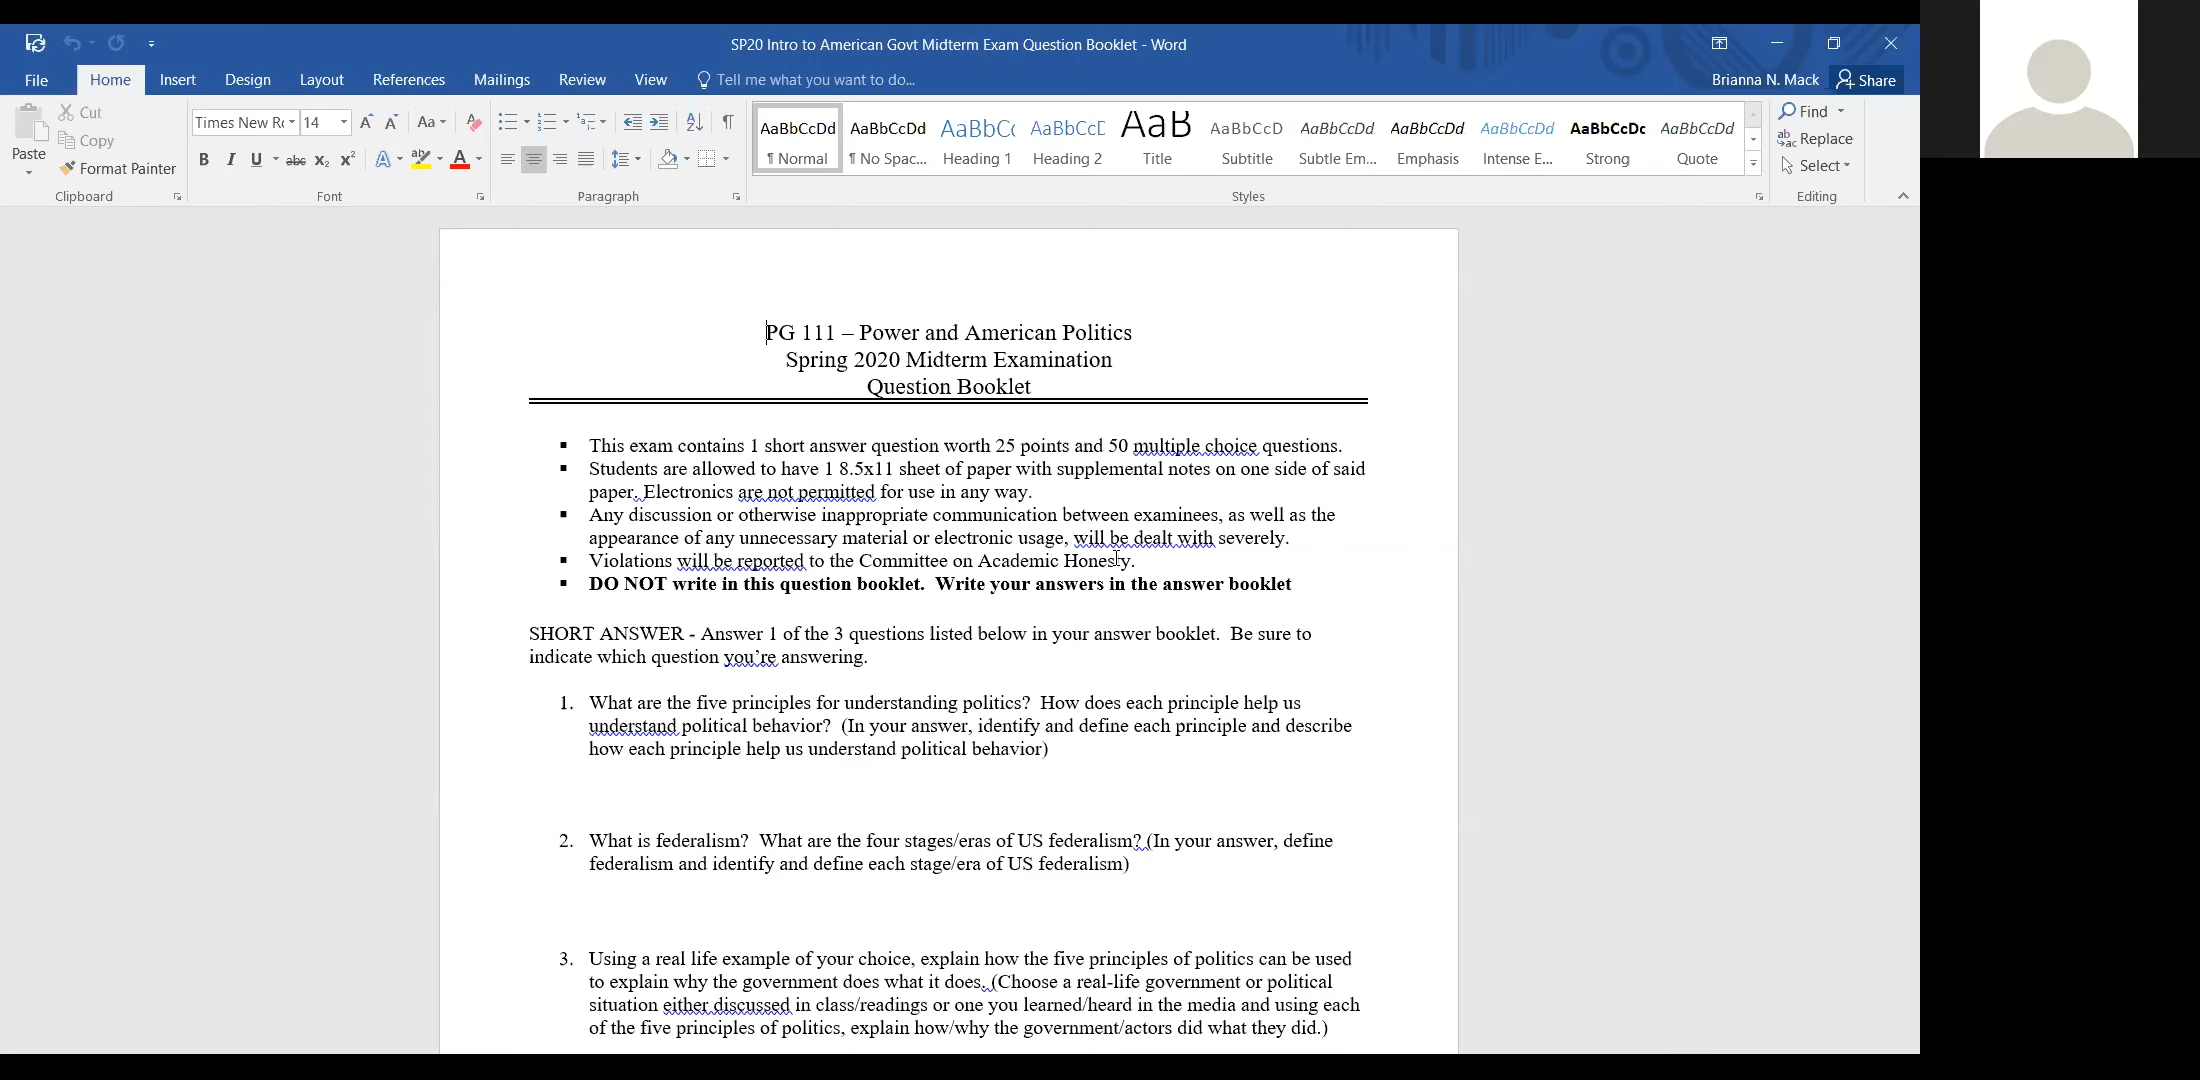 SP20 Intro to American Govt Midterm Exam Question Booklet - Word
File Home Insert Design Layout References Mailings Review View Tell me what you want to do... Brianna N. Mack Share
Paste Cut Copy Format Painter
Clipboard
Times New Ro 14
Font
Paragraph
AaBbCcDd AaBbCcDd AaBbCc AaBbCcD AaB AaBbCcD AaBbCcDd AaBbCcDd AaBbCcDd AaBbCcDc AaBbCcDd
¶ Normal ¶ No Spac... Heading 1 Heading 2 Title Subtitle Subtle Em... Emphasis Intense E... Strong Quote
Styles
Find
Replace
Select
Editing
PG 111 – Power and American Politics
Spring 2020 Midterm Examination
Question Booklet
▪ This exam contains 1 short answer question worth 25 points and 50 multiple choice questions.
▪ Students are allowed to have 1 8.5x11 sheet of paper with supplemental notes on one side of said
paper. Electronics are not permitted for use in any way.
▪ Any discussion or otherwise inappropriate communication between examinees, as well as the
appearance of any unnecessary material or electronic usage, will be dealt with severely.
▪ Violations will be reported to the Committee on Academic Honesty.
▪ DO NOT write in this question booklet. Write your answers in the answer booklet
SHORT ANSWER - Answer 1 of the 3 questions listed below in your answer booklet. Be sure to
indicate which question you’re answering.
1. What are the five principles for understanding politics? How does each principle help us
understand political behavior? (In your answer, identify and define each principle and describe
how each principle help us understand political behavior)
2. What is federalism? What are the four stages/eras of US federalism? (In your answer, define
federalism and identify and define each stage/era of US federalism)
3. Using a real life example of your choice, explain how the five principles of politics can be used
to explain why the government does what it does. (Choose a real-life government or political
situation either discussed in class/readings or one you learned/heard in the media and using each
of the five principles of politics, explain how/why the government/actors did what they did.)